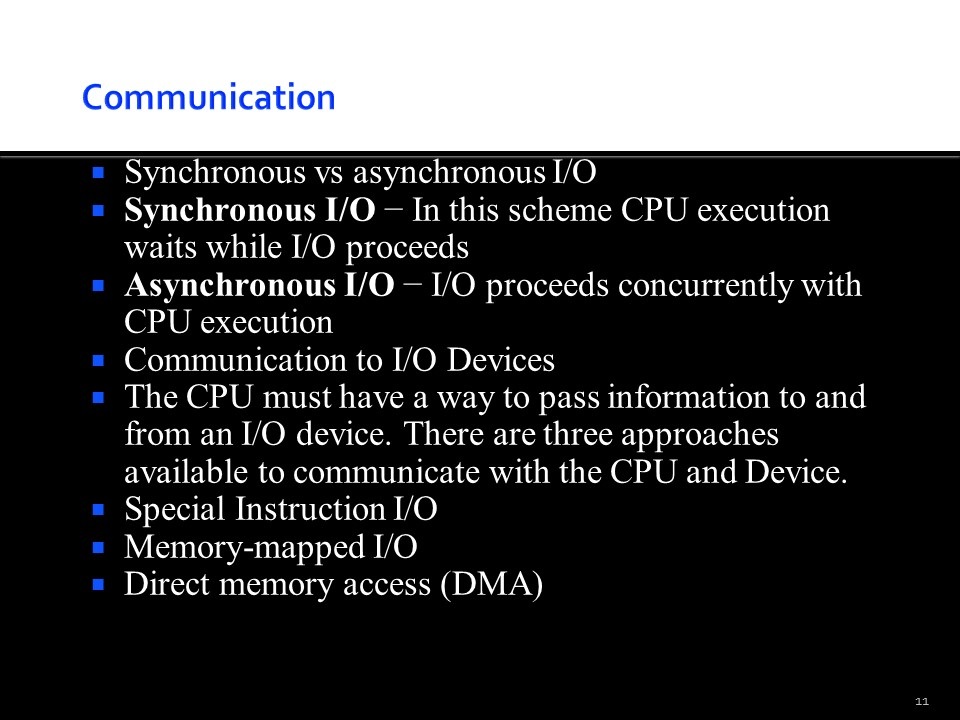 Communication
Synchronous vs asynchronous I/O
Synchronous I/O − In this scheme CPU execution
waits while I/O proceeds
Asynchronous I/O − I/O proceeds concurrently with
CPU execution
Communication to I/O Devices
The CPU must have a way to pass information to and
from an I/O device. There are three approaches
available to communicate with the CPU and Device.
Special Instruction I/O
Memory-mapped I/O
Direct memory access (DMA)
11